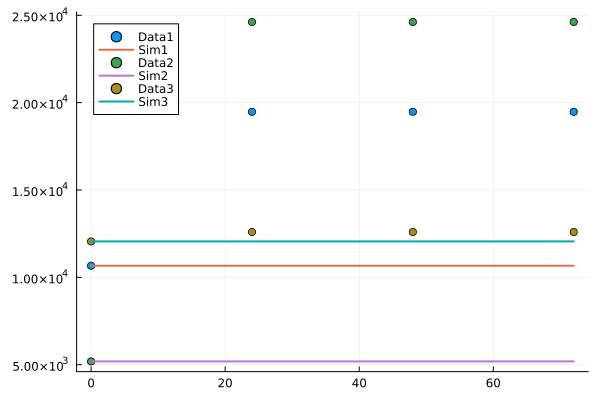 2.50×10⁴
2.00×10⁴
1.50×10⁴
1.00×10⁴
5.00×10³
Data1
Sim1
Data2
Sim2
Data3
Sim3
0 20 40 60